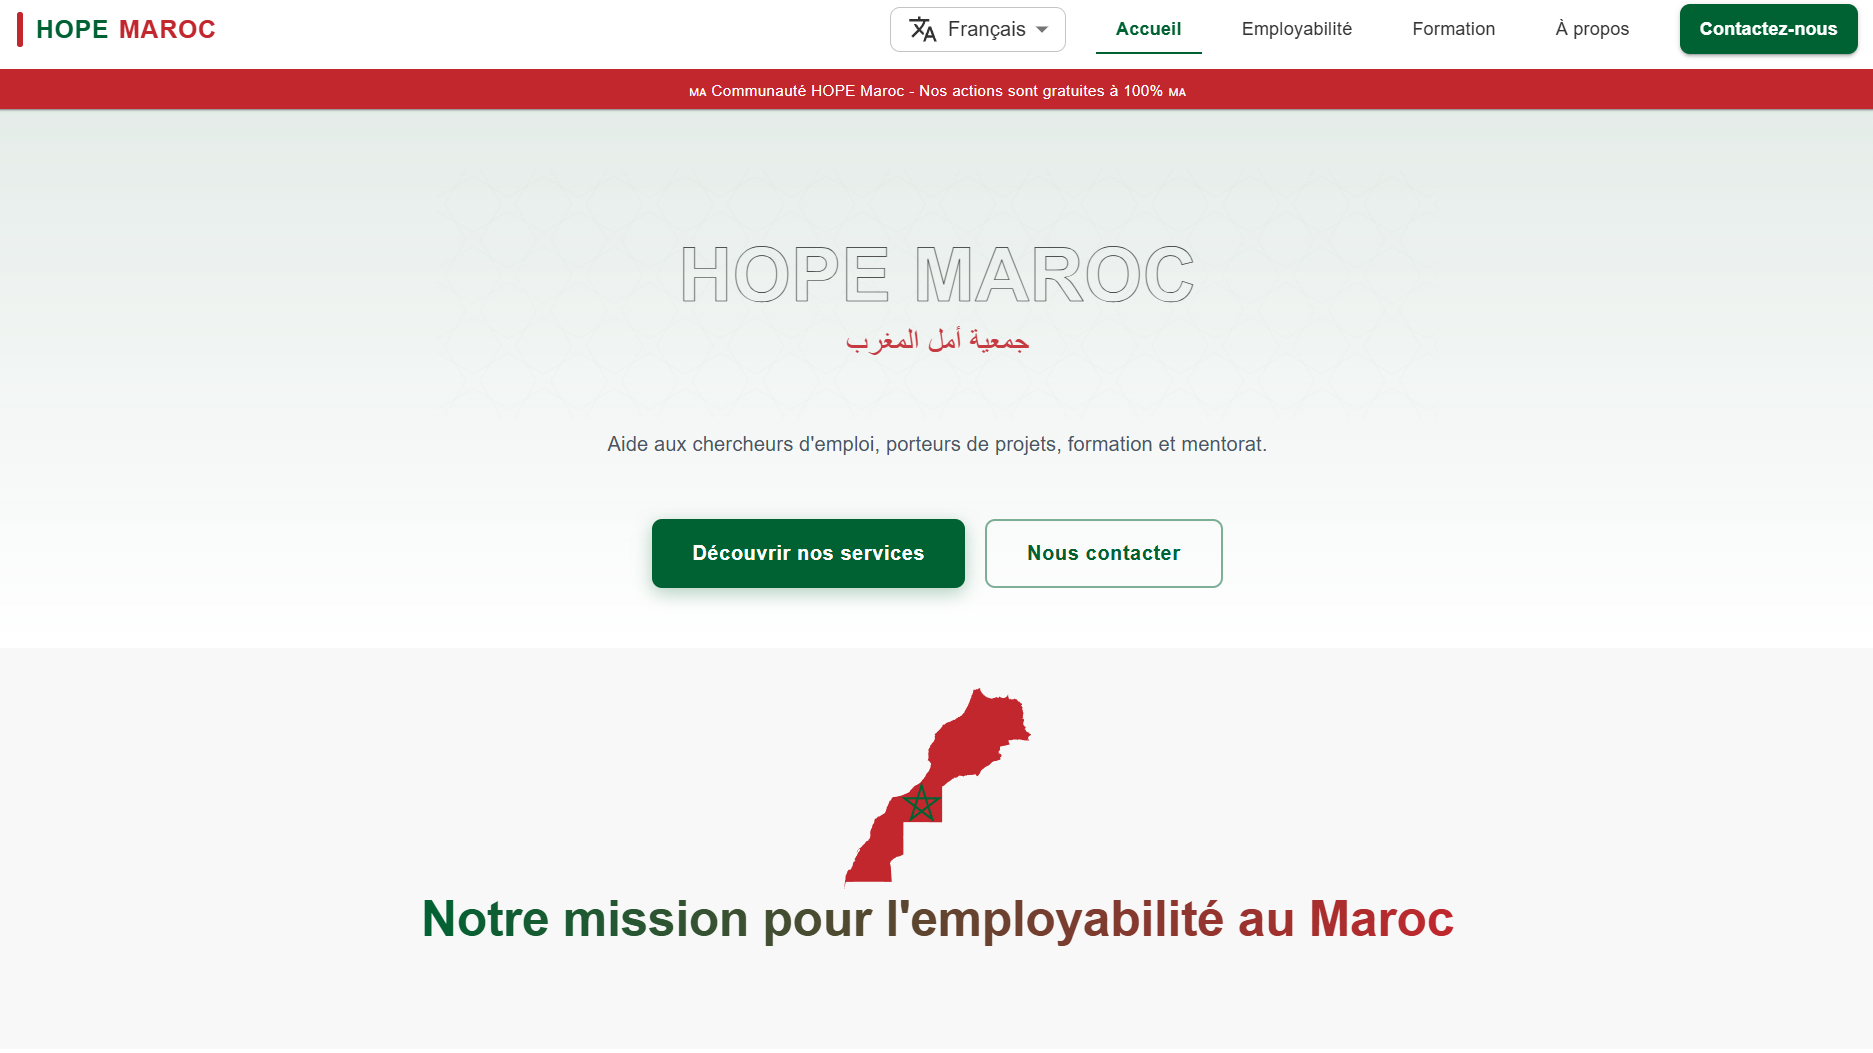 HOPE MAROC
Français
Accueil
Employabilité
Formation
À propos
Contactez-nous
MA Communauté HOPE Maroc - Nos actions sont gratuites à 100% MA
HOPE MAROC
جمعية أمل المغرب
Aide aux chercheurs d'emploi, porteurs de projets, formation et mentorat.
Découvrir nos services
Nous contacter
Notre mission pour l'employabilité au Maroc